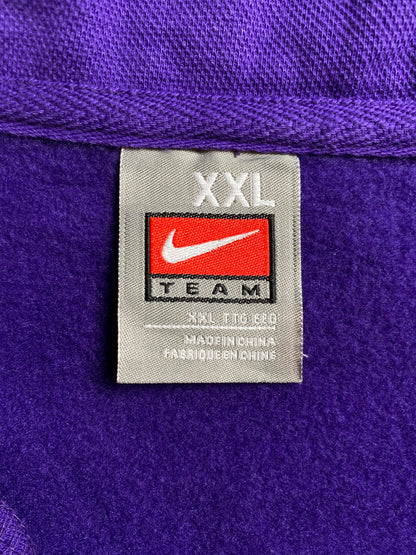 XXL
TEAM
XXL TTG EEG
MADE IN CHINA
FABRIQUE EN CHINE